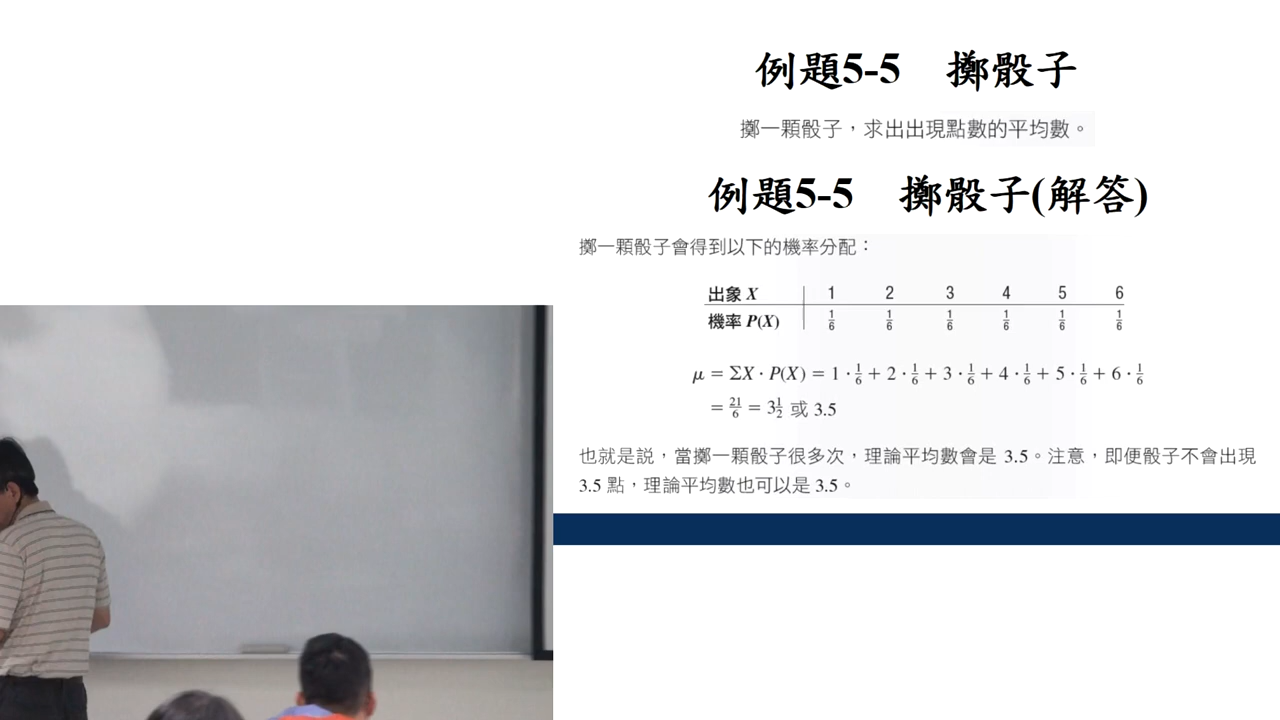 例題5-5 擲骰子
擲一顆骰子，求出出現點數的平均數。
例題5-5 擲骰子(解答)
擲一顆骰子會得到以下的機率分配：
出象 X 1 2 3 4 5 6
機率 P(X) 1/6 1/6 1/6 1/6 1/6 1/6
μ = ΣX · P(X) = 1 · 1/6 + 2 · 1/6 + 3 · 1/6 + 4 · 1/6 + 5 · 1/6 + 6 · 1/6
= 21/6 = 3 1/2 或 3.5
也就是説，當擲一顆骰子很多次，理論平均數會是 3.5。注意，即便骰子不會出現
3.5 點，理論平均數也可以是 3.5。